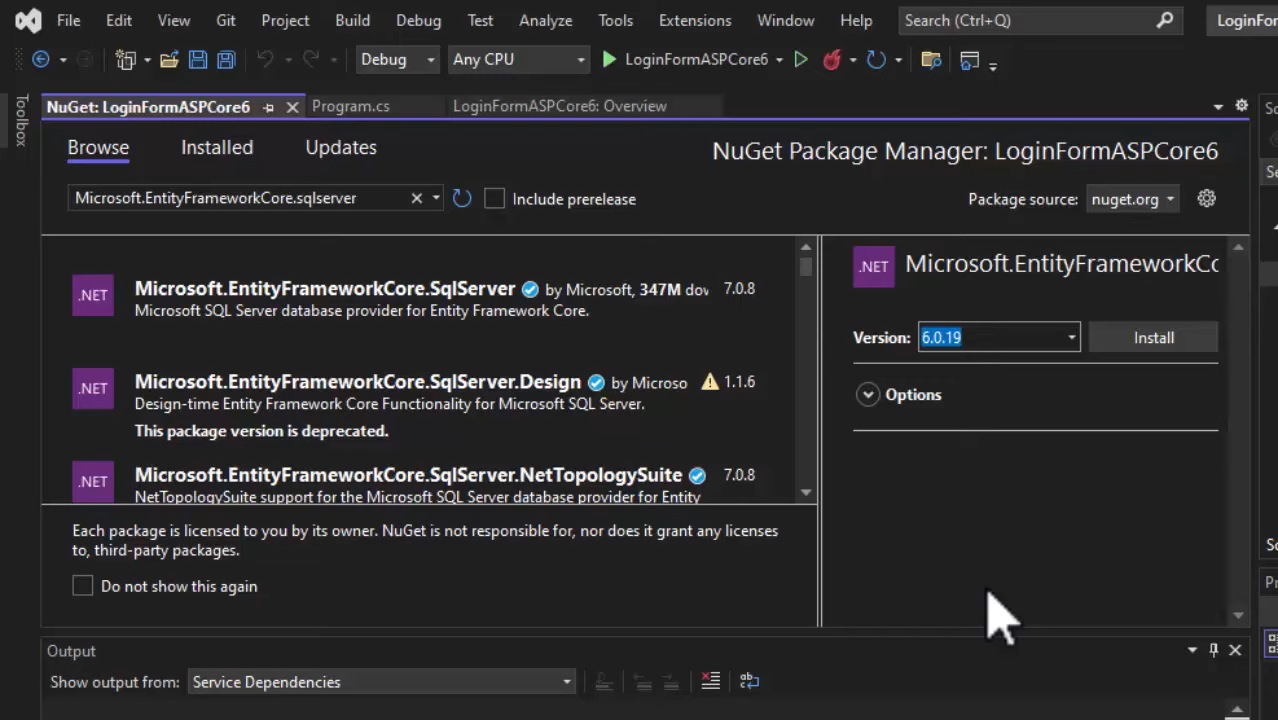 File Edit View Git Project Build Debug Test Analyze Tools Extensions Window Help Search (Ctrl+Q) LoginFor
Debug Any CPU LoginFormASPCore6
Toolbox
NuGet: LoginFormASPCore6 Program.cs LoginFormASPCore6: Overview
Browse Installed Updates NuGet Package Manager: LoginFormASPCore6
Microsoft.EntityFrameworkCore.sqlserver Include prerelease Package source: nuget.org
.NET Microsoft.EntityFrameworkCore.SqlServer by Microsoft, 347M dow 7.0.8
Microsoft SQL Server database provider for Entity Framework Core.
.NET Microsoft.EntityFrameworkCore.SqlServer.Design by Microso 1.1.6
Design-time Entity Framework Core Functionality for Microsoft SQL Server.
This package version is deprecated.
.NET Microsoft.EntityFrameworkCore.SqlServer.NetTopologySuite 7.0.8
NetTopologySuite support for the Microsoft SQL Server database provider for Entity
Each package is licensed to you by its owner. NuGet is not responsible for, nor does it grant any licenses
to, third-party packages.
Do not show this again
.NET Microsoft.EntityFrameworkCo
Version: 6.0.19 Install
Options
Output
Show output from: Service Dependencies